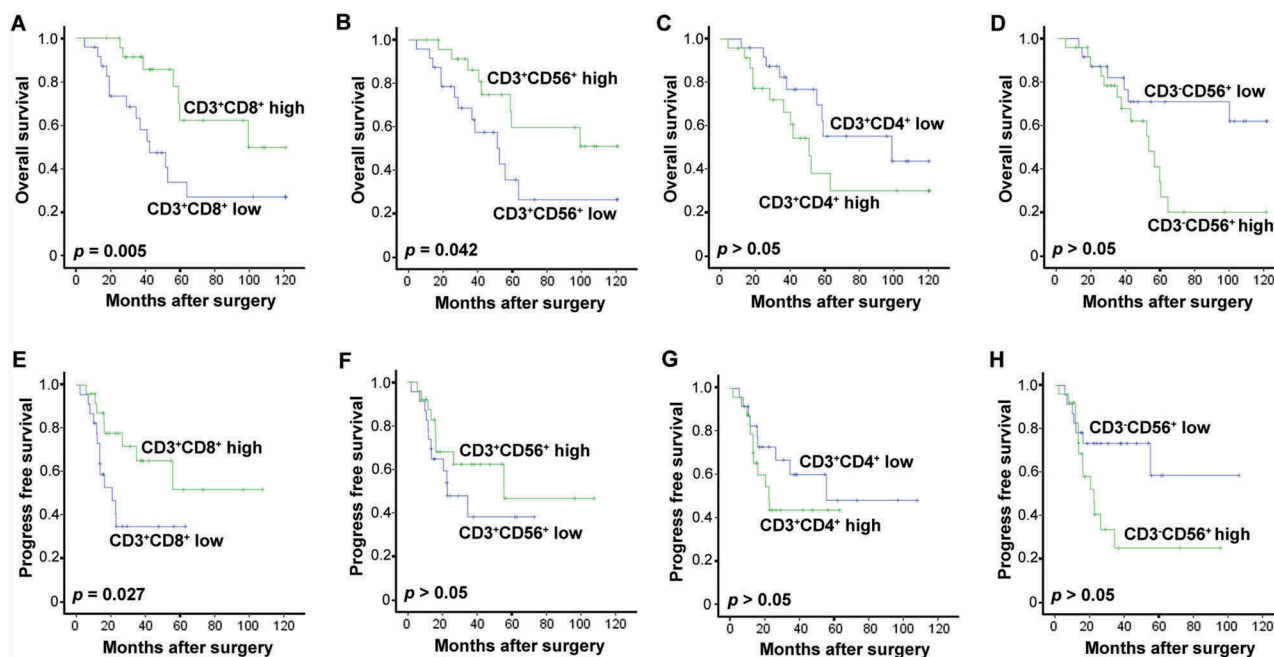 A
Overall survival
1.0
0.8
0.6
0.4
0.2
0
CD3⁺CD8⁺ high
CD3⁺CD8⁺ low
p = 0.005
0 20 40 60 80 100 120
Months after surgery
B
Overall survival
1.0
0.8
0.6
0.4
0.2
0
CD3⁺CD56⁺ high
CD3⁺CD56⁺ low
p = 0.042
0 20 40 60 80 100 120
Months after surgery
C
Overall survival
1.0
0.8
0.6
0.4
0.2
0
CD3⁺CD4⁺ low
CD3⁺CD4⁺ high
p > 0.05
0 20 40 60 80 100 120
Months after surgery
D
Overall survival
1.0
0.8
0.6
0.4
0.2
0
CD3⁻CD56⁺ low
CD3⁻CD56⁺ high
p > 0.05
0 20 40 60 80 100 120
Months after surgery
E
Progress free survival
1.0
0.8
0.6
0.4
0.2
0
CD3⁺CD8⁺ high
CD3⁺CD8⁺ low
p = 0.027
0 20 40 60 80 100 120
Months after surgery
F
Progress free survival
1.0
0.8
0.6
0.4
0.2
0
CD3⁺CD56⁺ high
CD3⁺CD56⁺ low
p > 0.05
0 20 40 60 80 100 120
Months after surgery
G
Progress free survival
1.0
0.8
0.6
0.4
0.2
0
CD3⁺CD4⁺ low
CD3⁺CD4⁺ high
p > 0.05
0 20 40 60 80 100 120
Months after surgery
H
Progress free survival
1.0
0.8
0.6
0.4
0.2
0
CD3⁻CD56⁺ low
CD3⁻CD56⁺ high
p > 0.05
0 20 40 60 80 100 120
Months after surgery